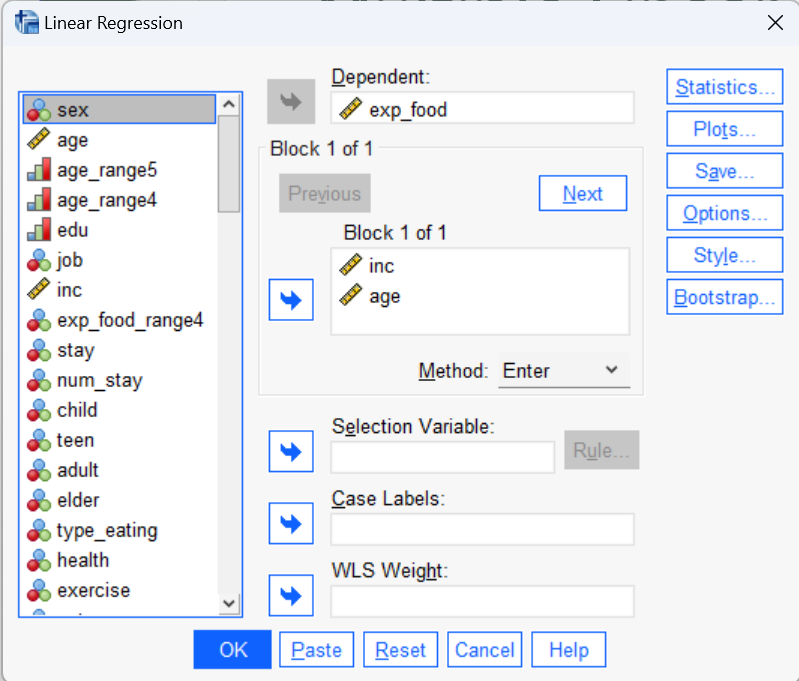 Linear Regression
sex
age
age_range5
age_range4
edu
job
inc
exp_food_range4
stay
num_stay
child
teen
adult
elder
type_eating
health
exercise
Dependent:
exp_food
Block 1 of 1
Previous
Next
Block 1 of 1
inc
age
Method: Enter
Selection Variable:
Rule...
Case Labels:
WLS Weight:
Statistics...
Plots...
Save...
Options...
Style...
Bootstrap...
OK Paste Reset Cancel Help